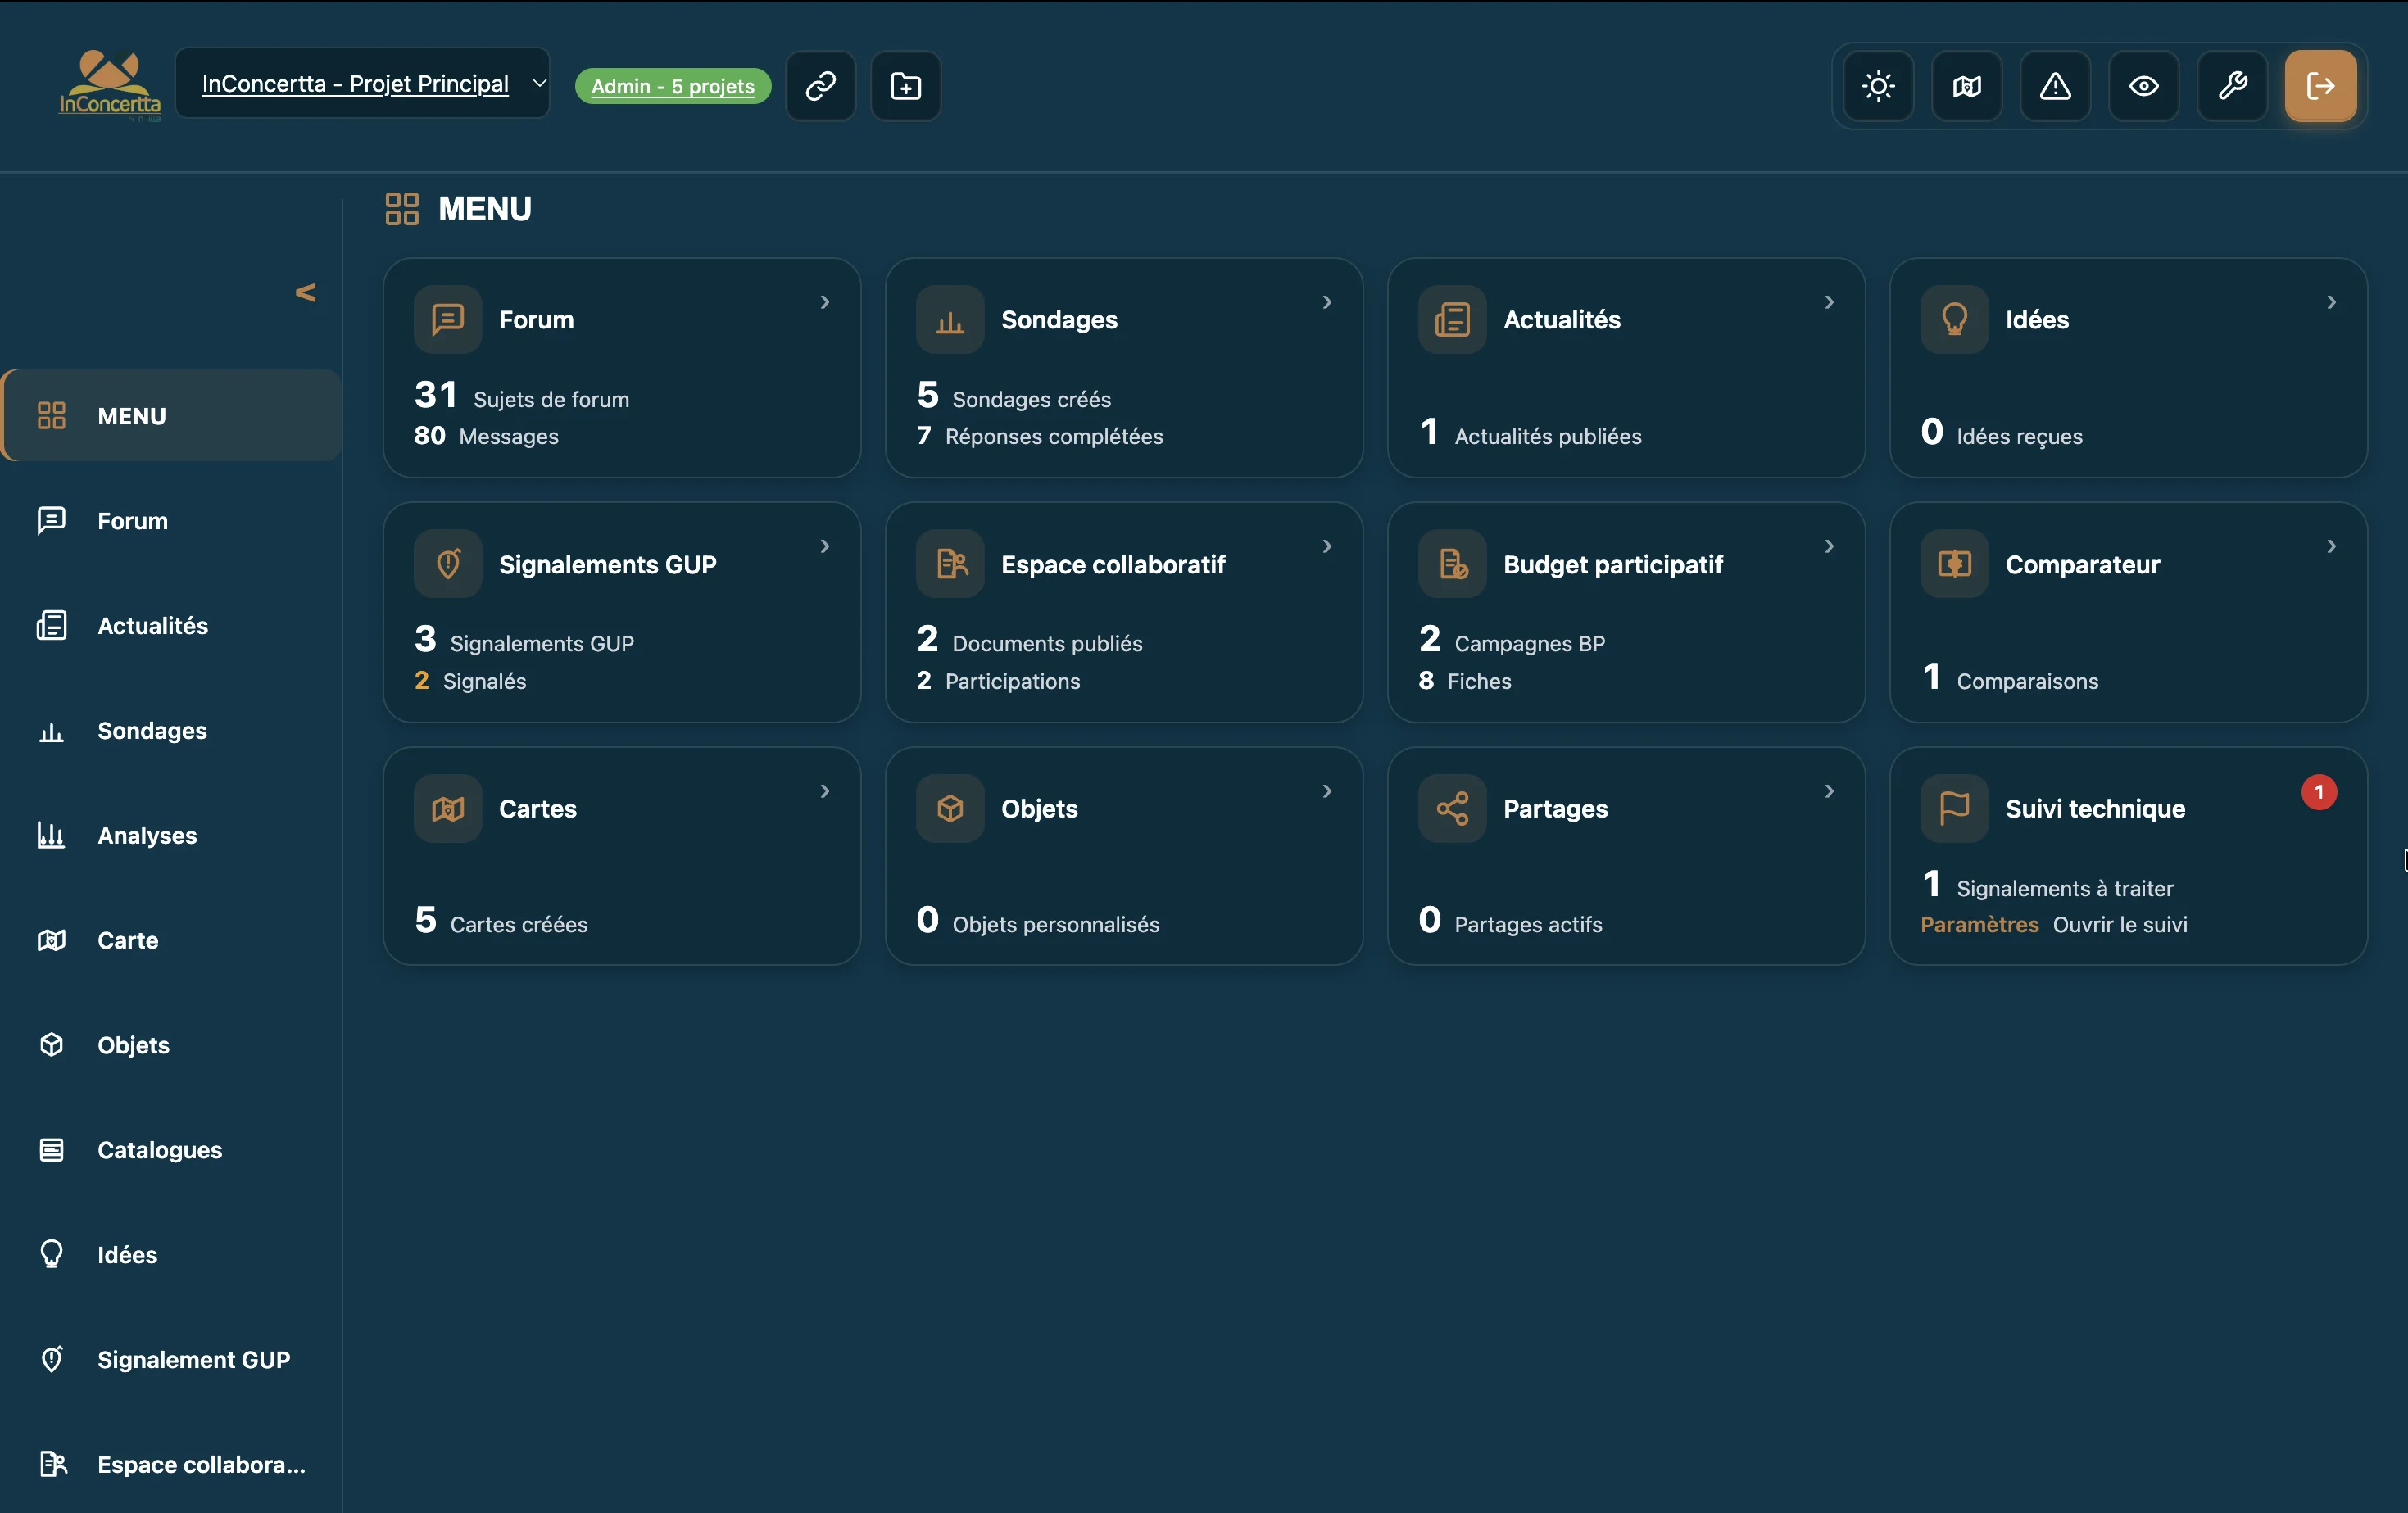 InConcertta
InConcertta - Projet Principal
Admin - 5 projets
MENU
<
MENU
Forum
Actualités
Sondages
Analyses
Carte
Objets
Catalogues
Idées
Signalement GUP
Espace collabora...
Forum
31 Sujets de forum
80 Messages
Sondages
5 Sondages créés
7 Réponses complétées
Actualités
1 Actualités publiées
Idées
0 Idées reçues
Signalements GUP
3 Signalements GUP
2 Signalés
Espace collaboratif
2 Documents publiés
2 Participations
Budget participatif
2 Campagnes BP
8 Fiches
Comparateur
1 Comparaisons
Cartes
5 Cartes créées
Objets
0 Objets personnalisés
Partages
0 Partages actifs
Suivi technique
1
1 Signalements à traiter
Paramètres Ouvrir le suivi